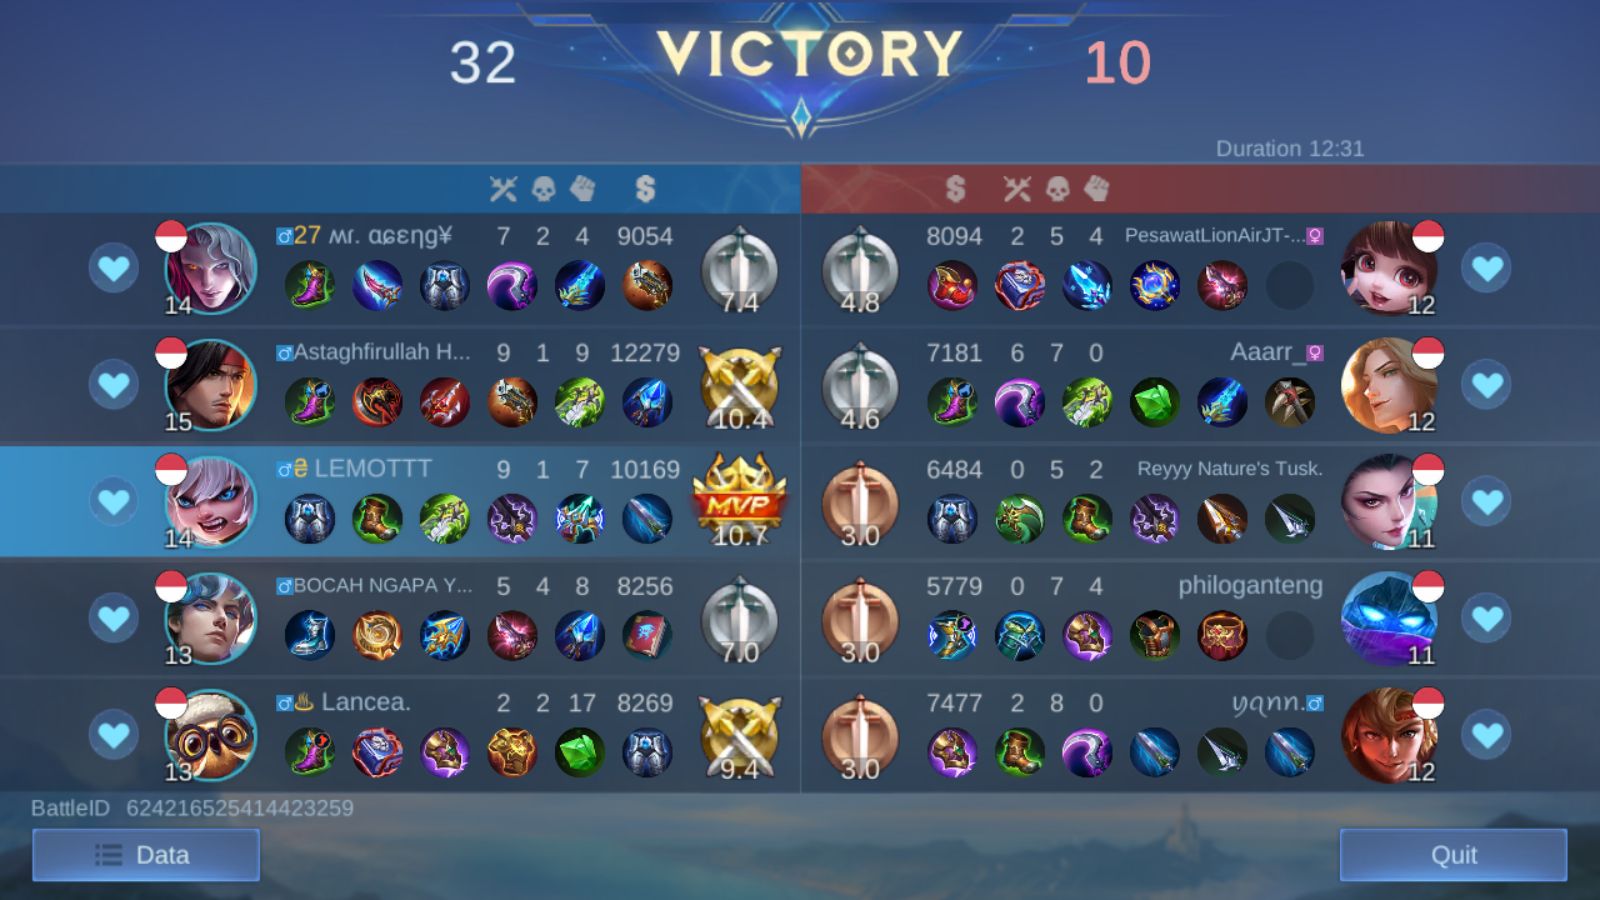 32 VICTORY 10
Duration 12:31
27 ʍr. 7 2 4 9054 7.4 14
4.8 8094 2 5 4 PesawatLionAirJT-... 12
Astaghfirullah H... 9 1 9 12279 10.4 15
4.6 7181 6 7 0 Aaarr_ 12
LEMOTTT 9 1 7 10169 MVP 10.7 14
3.0 6484 0 5 2 Reyyy Nature's Tusk. 11
BOCAH NGAPA Y... 5 4 8 8256 7.0 13
3.0 5779 0 7 4 philoganteng 11
Lancea. 2 2 17 8269 9.4 13
3.0 7477 2 8 0 12
BattleID 624216525414423259
Data
Quit